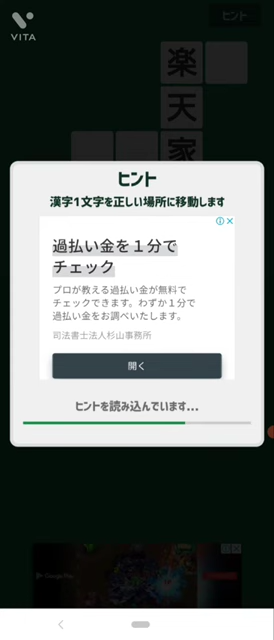 VITA
ヒント
楽
天
家
ヒント
漢字1文字を正しい場所に移動します
過払い金を1分で
チェック
プロが教える過払い金が無料で
チェックできます。わずか1分で
過払い金をお調べいたします。
司法書士法人杉山事務所
開く
ヒントを読み込んでいます...
Google Play